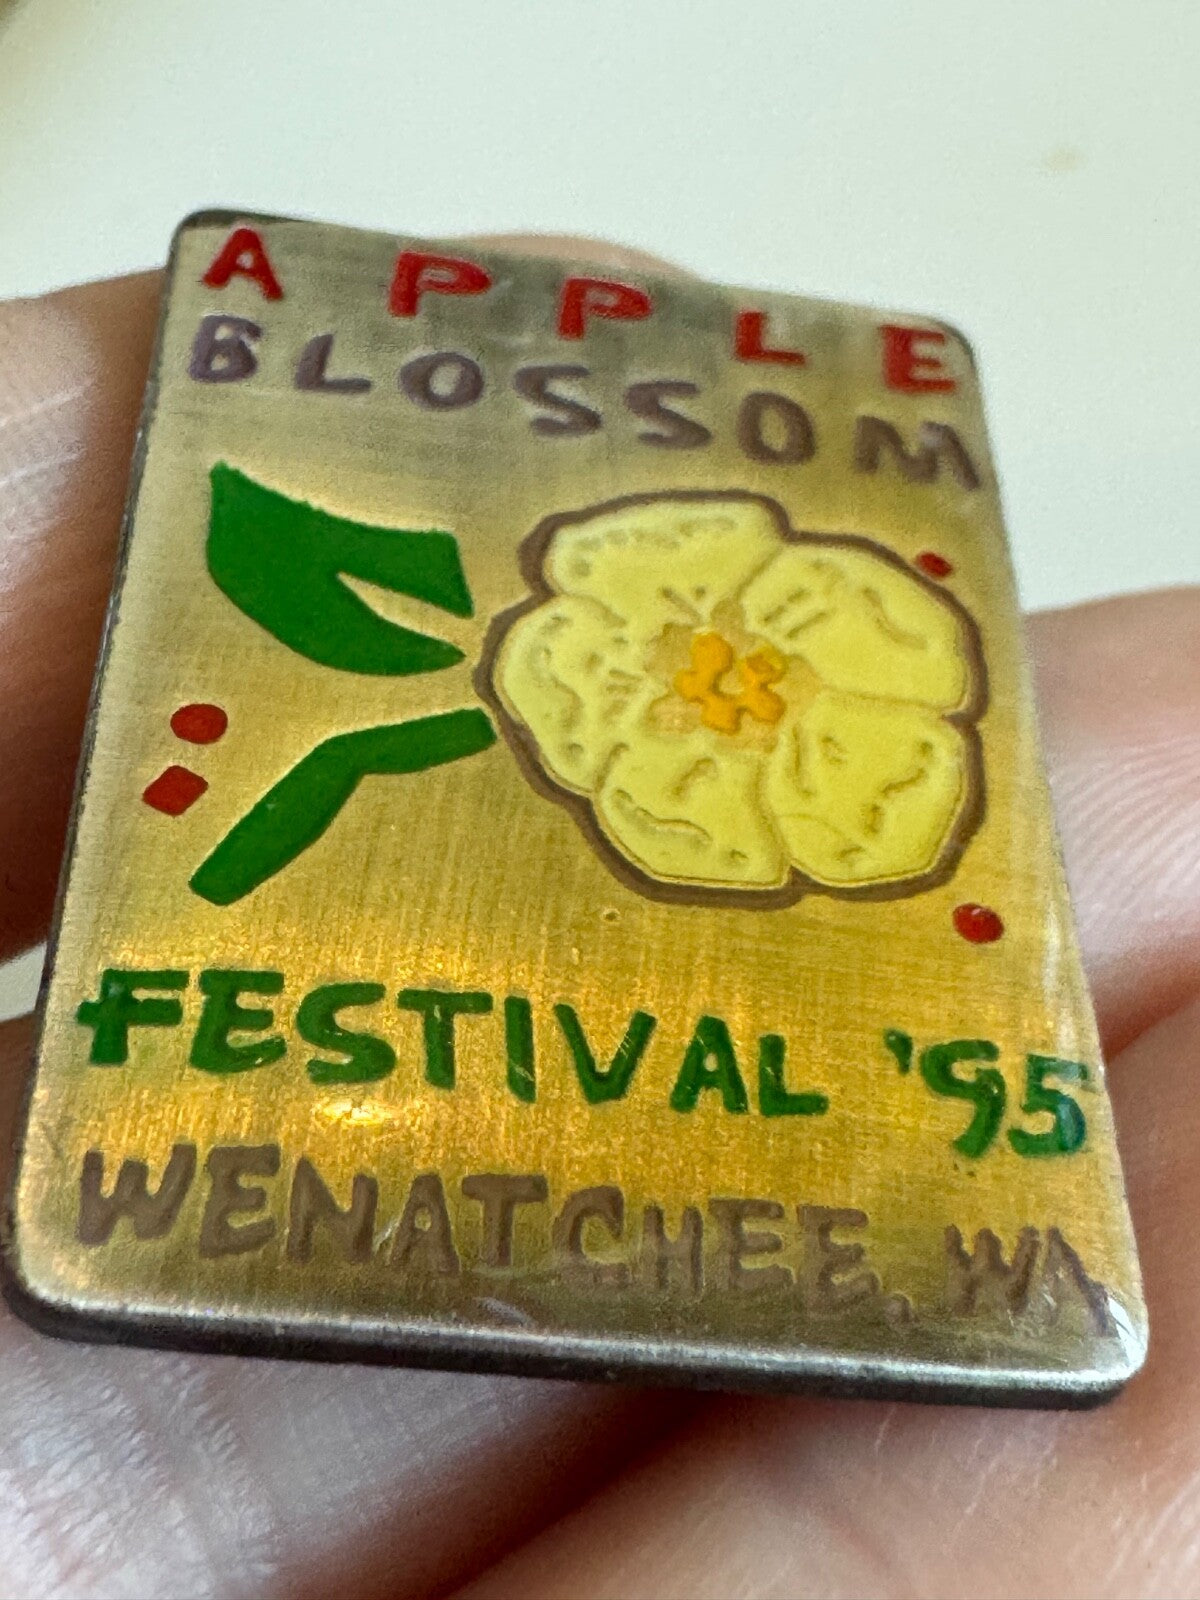 APPLE
BLOSSOM
FESTIVAL '95
WENATCHEE, WA